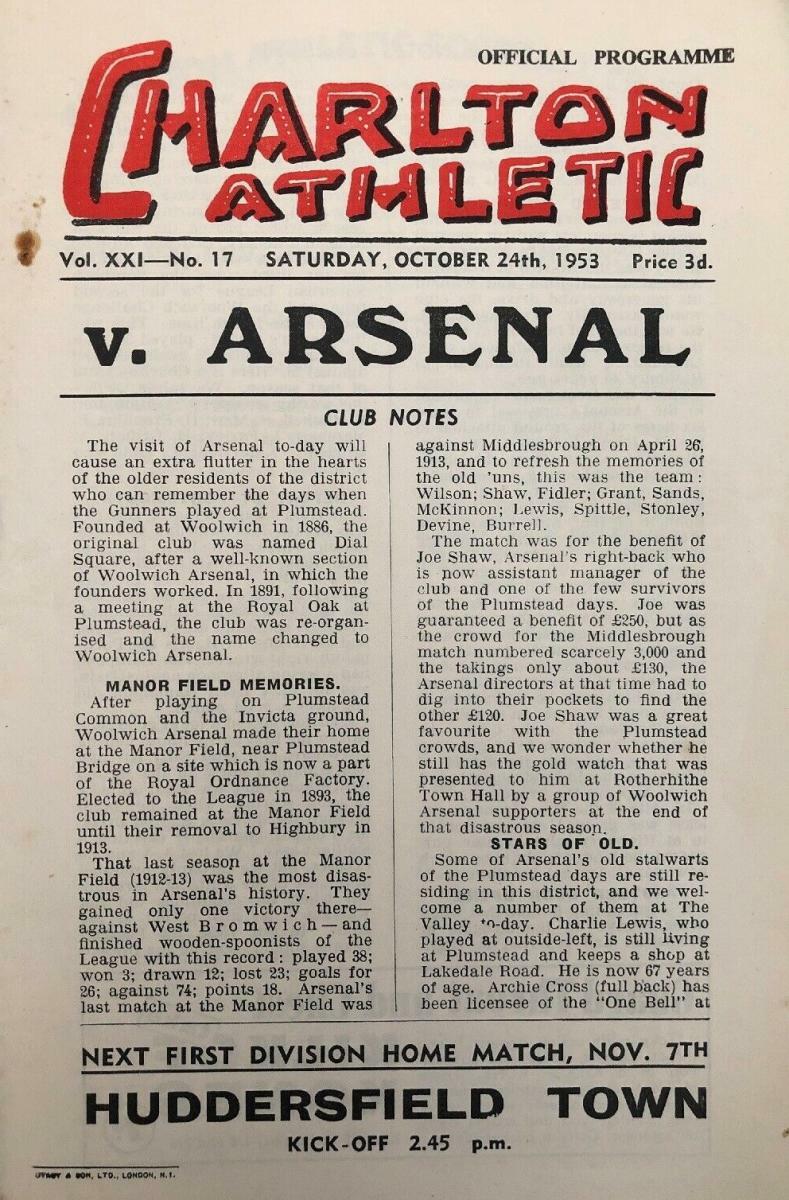 OFFICIAL PROGRAMME
CHARLTON
ATHLETIC
Vol. XXI—No. 17 SATURDAY, OCTOBER 24th, 1953 Price 3d.
v. ARSENAL
CLUB NOTES
The visit of Arsenal to-day will
cause an extra flutter in the hearts
of the older residents of the district
who can remember the days when
the Gunners played at Plumstead.
Founded at Woolwich in 1886, the
original club was named Dial
Square, after a well-known section
of Woolwich Arsenal, in which the
founders worked. In 1891, following
a meeting at the Royal Oak at
Plumstead, the club was re-organ-
ised and the name changed to
Woolwich Arsenal.
MANOR FIELD MEMORIES.
After playing on Plumstead
Common and the Invicta ground,
Woolwich Arsenal made their home
at the Manor Field, near Plumstead
Bridge on a site which is now a part
of the Royal Ordnance Factory.
Elected to the League in 1893, the
club remained at the Manor Field
until their removal to Highbury in
1913.
That last season at the Manor
Field (1912-13) was the most disas-
trous in Arsenal's history. They
gained only one victory there—
against West Bromwich—and
finished wooden-spoonists of the
League with this record: played 38;
won 3; drawn 12; lost 23; goals for
26; against 74; points 18. Arsenal's
last match at the Manor Field was
against Middlesbrough on April 26,
1913, and to refresh the memories of
the old 'uns, this was the team:
Wilson; Shaw, Fidler; Grant, Sands,
McKinnon; Lewis, Spittle, Stonley,
Devine, Burrell.
The match was for the benefit of
Joe Shaw, Arsenal's right-back who
is now assistant manager of the
club and one of the few survivors
of the Plumstead days. Joe was
guaranteed a benefit of £250, but as
the crowd for the Middlesbrough
match numbered scarcely 3,000 and
the takings only about £130, the
Arsenal directors at that time had to
dig into their pockets to find the
other £120. Joe Shaw was a great
favourite with the Plumstead
crowds, and we wonder whether he
still has the gold watch that was
presented to him at Rotherhithe
Town Hall by a group of Woolwich
Arsenal supporters at the end of
that disastrous season.
STARS OF OLD.
Some of Arsenal's old stalwarts
of the Plumstead days are still re-
siding in this district, and we wel-
come a number of them at The
Valley to-day. Charlie Lewis, who
played at outside-left, is still living
at Plumstead and keeps a shop at
Lakedale Road. He is now 67 years
of age. Archie Cross (full back) has
been licensee of the "One Bell" at
NEXT FIRST DIVISION HOME MATCH, NOV. 7TH
HUDDERSFIELD TOWN
KICK-OFF 2.45 p.m.
& SON, LTD., LONDON, N.1.